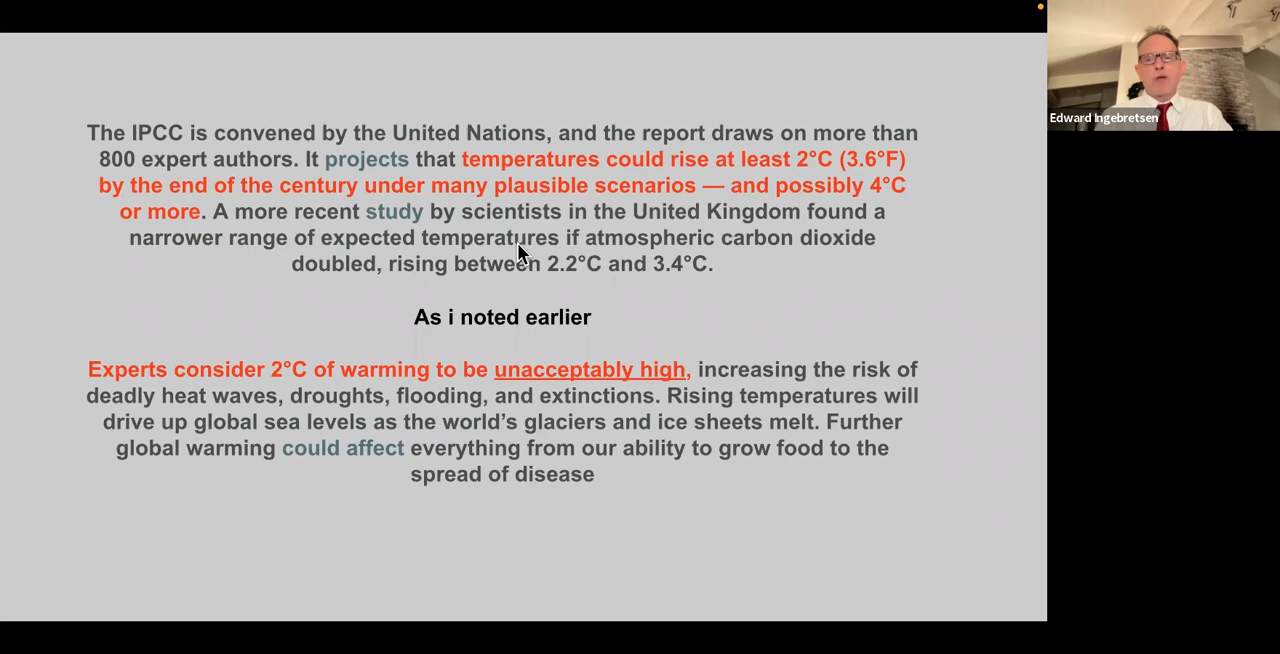 The IPCC is convened by the United Nations, and the report draws on more than
800 expert authors. It projects that temperatures could rise at least 2°C (3.6°F)
by the end of the century under many plausible scenarios — and possibly 4°C
or more. A more recent study by scientists in the United Kingdom found a
narrower range of expected temperatures if atmospheric carbon dioxide
doubled, rising between 2.2°C and 3.4°C.
As i noted earlier
Experts consider 2°C of warming to be unacceptably high, increasing the risk of
deadly heat waves, droughts, flooding, and extinctions. Rising temperatures will
drive up global sea levels as the world’s glaciers and ice sheets melt. Further
global warming could affect everything from our ability to grow food to the
spread of disease
Edward Ingebretsen